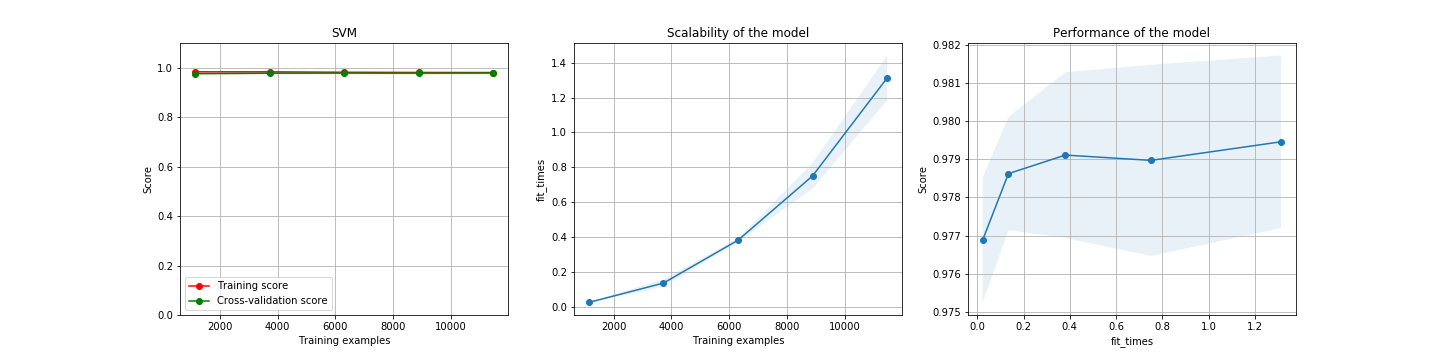 SVM
Score
1.0
0.8
0.6
0.4
0.2
0.0
Training score
Cross-validation score
2000 4000 6000 8000 10000
Training examples
Scalability of the model
fit_times
1.4
1.2
1.0
0.8
0.6
0.4
0.2
0.0
2000 4000 6000 8000 10000
Training examples
Performance of the model
Score
0.982
0.981
0.980
0.979
0.978
0.977
0.976
0.975
0.0 0.2 0.4 0.6 0.8 1.0 1.2
fit_times